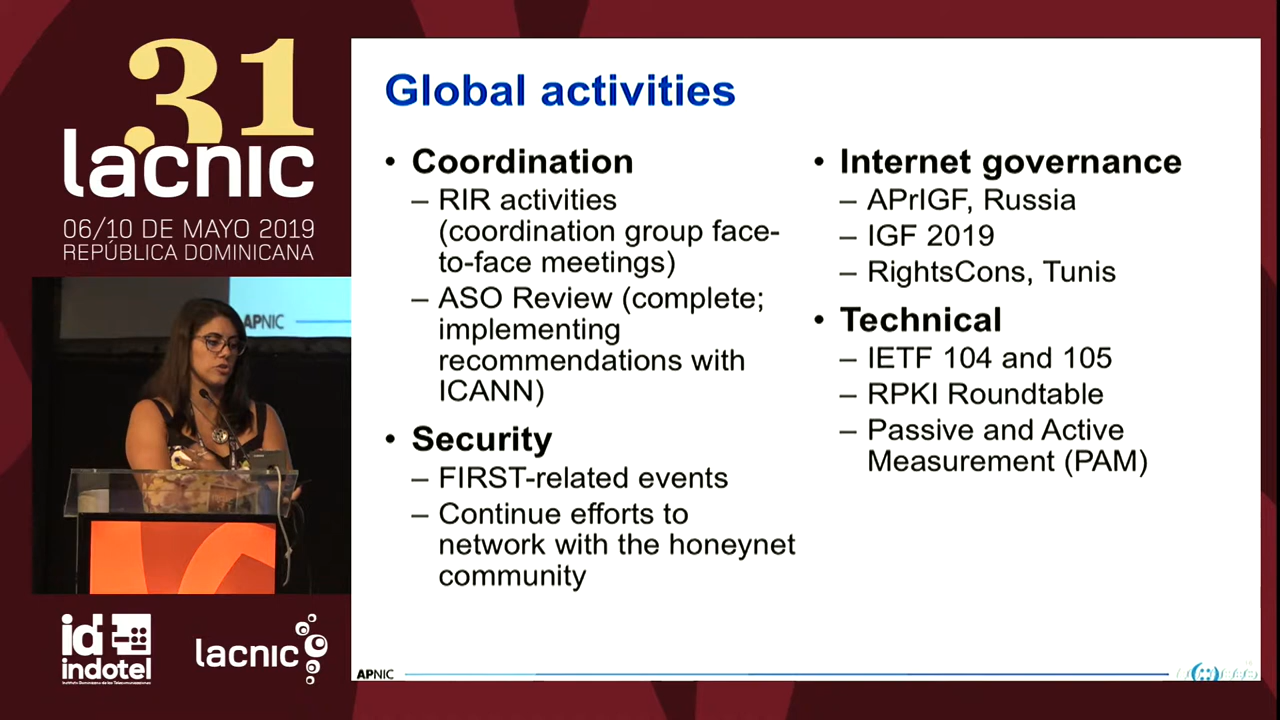 31
lacnic
06/10 DE MAYO 2019
REPÚBLICA DOMINICANA
APNIC
id
indotel
lacnic
Global activities
• Coordination
– RIR activities
(coordination group face-
to-face meetings)
– ASO Review (complete;
implementing
recommendations with
ICANN)
• Security
– FIRST-related events
– Continue efforts to
network with the honeynet
community
• Internet governance
– APrIGF, Russia
– IGF 2019
– RightsCons, Tunis
• Technical
– IETF 104 and 105
– RPKI Roundtable
– Passive and Active
Measurement (PAM)
APNIC